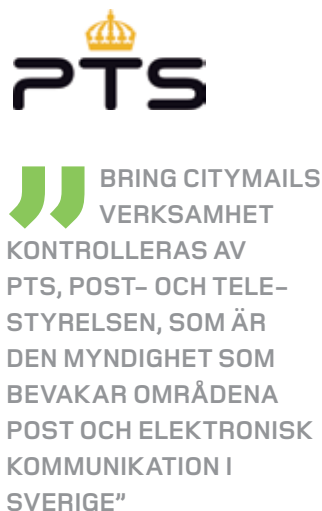 PTS
”BRING CITYMAILS
VERKSAMHET
KONTROLLERAS AV
PTS, POST– OCH TELE–
STYRELSEN, SOM ÄR
DEN MYNDIGHET SOM
BEVAKAR OMRÅDENA
POST OCH ELEKTRONISK
KOMMUNIKATION I
SVERIGE”